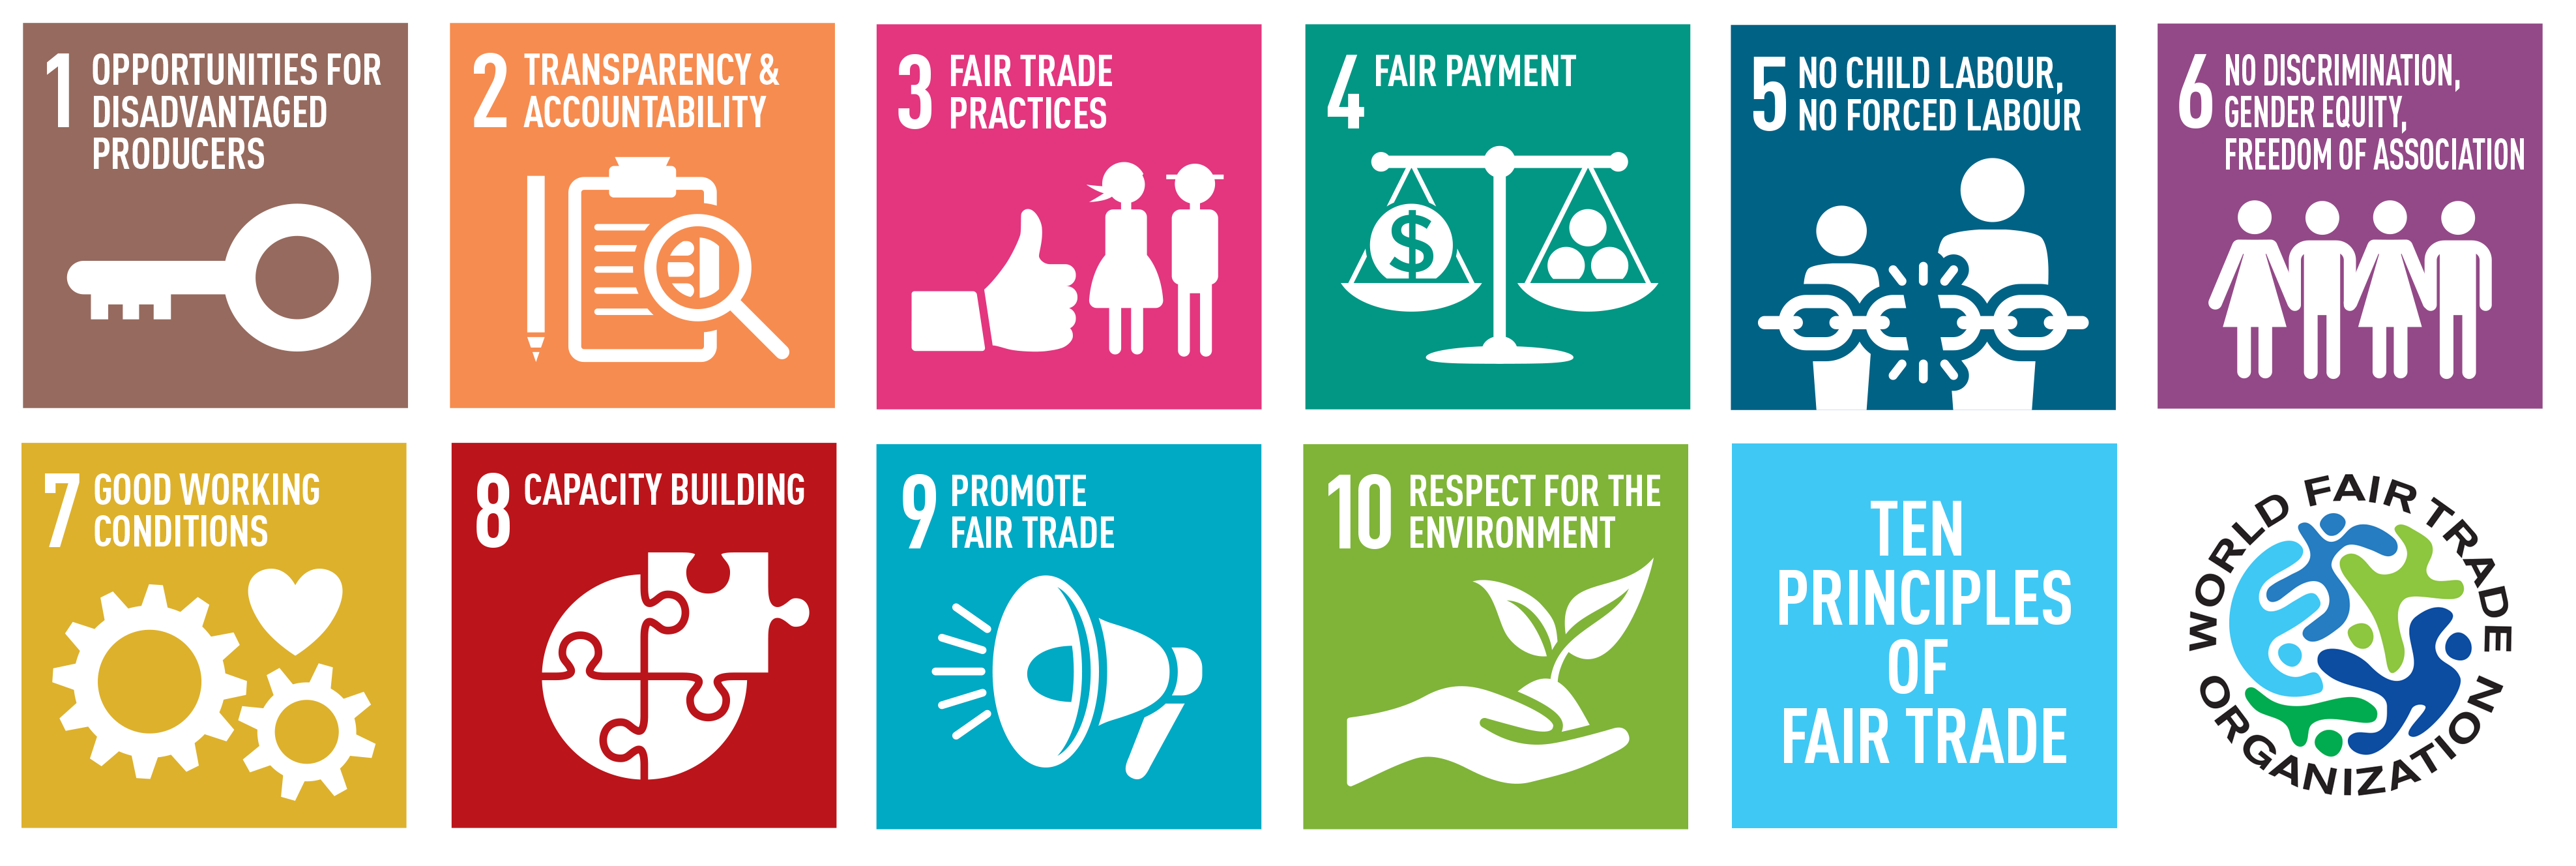 1 OPPORTUNITIES FOR
DISADVANTAGED
PRODUCERS
2 TRANSPARENCY &
ACCOUNTABILITY
3 FAIR TRADE
PRACTICES
4 FAIR PAYMENT
$
5 NO CHILD LABOUR,
NO FORCED LABOUR
6 NO DISCRIMINATION,
GENDER EQUITY,
FREEDOM OF ASSOCIATION
7 GOOD WORKING
CONDITIONS
8 CAPACITY BUILDING
9 PROMOTE
FAIR TRADE
10 RESPECT FOR THE
ENVIRONMENT
TEN
PRINCIPLES
OF
FAIR TRADE
WORLD FAIR TRADE
ORGANIZATION